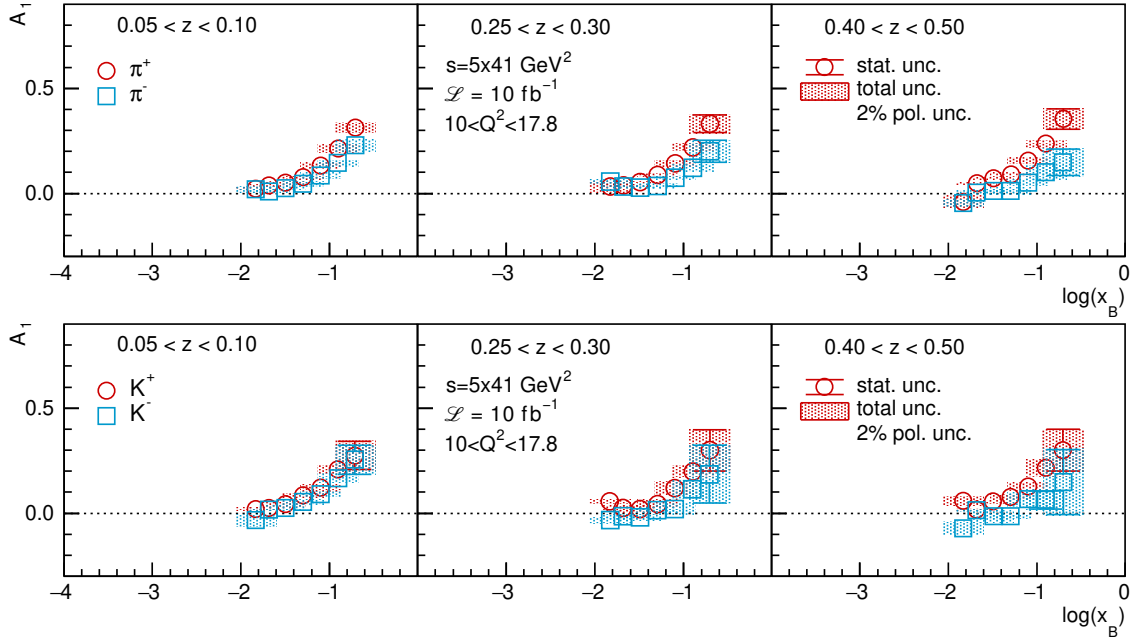 A₁
0.05 < z < 0.10
0.25 < z < 0.30
0.40 < z < 0.50
π⁺
π⁻
s=5x41 GeV²
ℒ = 10 fb⁻¹
10<Q²<17.8
stat. unc.
total unc.
2% pol. unc.
0.5
0.0
−4 −3 −2 −1 −3 −2 −1 −3 −2 −1 0
log(x_B)
A₁
0.05 < z < 0.10
0.25 < z < 0.30
0.40 < z < 0.50
K⁺
K⁻
s=5x41 GeV²
ℒ = 10 fb⁻¹
10<Q²<17.8
stat. unc.
total unc.
2% pol. unc.
0.5
0.0
−4 −3 −2 −1 −3 −2 −1 −3 −2 −1 0
log(x_B)